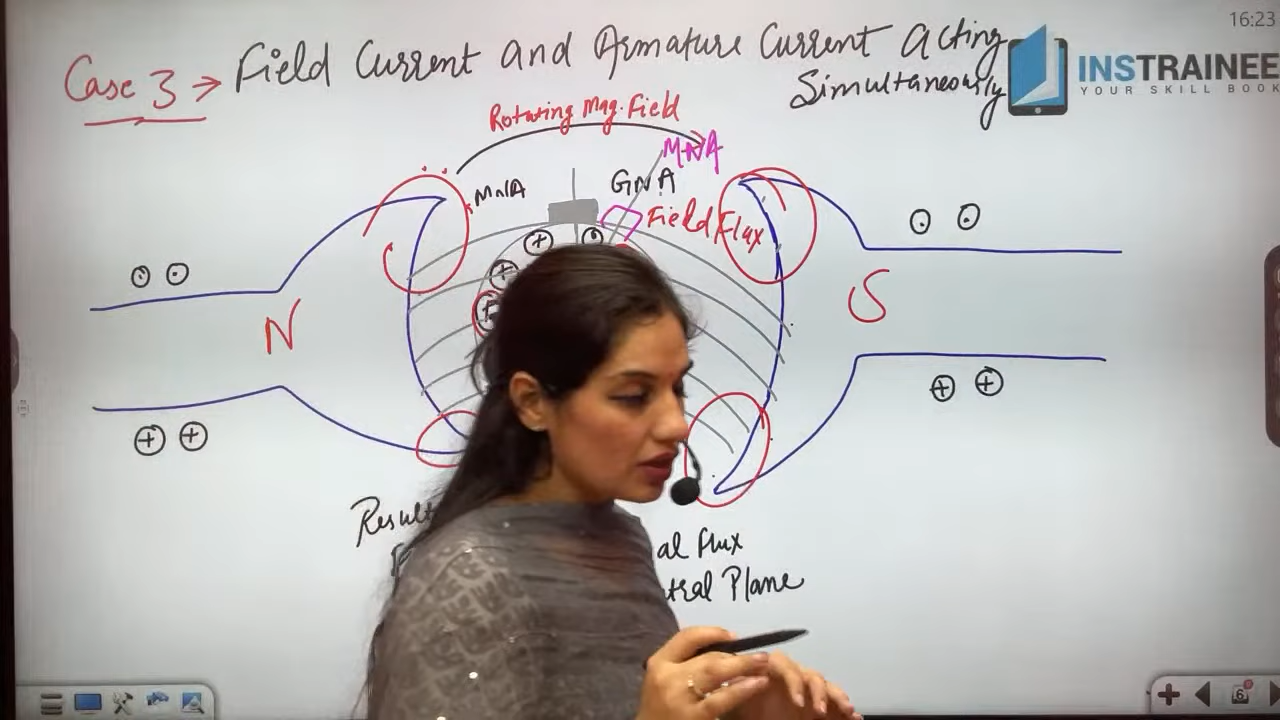 16:23
Case 3 → Field Current and Armature Current Acting
Simultaneously
INSTRAINEE
YOUR SKILL BOOK
Rotating Mag. Field
MNA
MNA
GNA
Field Flux
N
S
al Flux
Plane
6